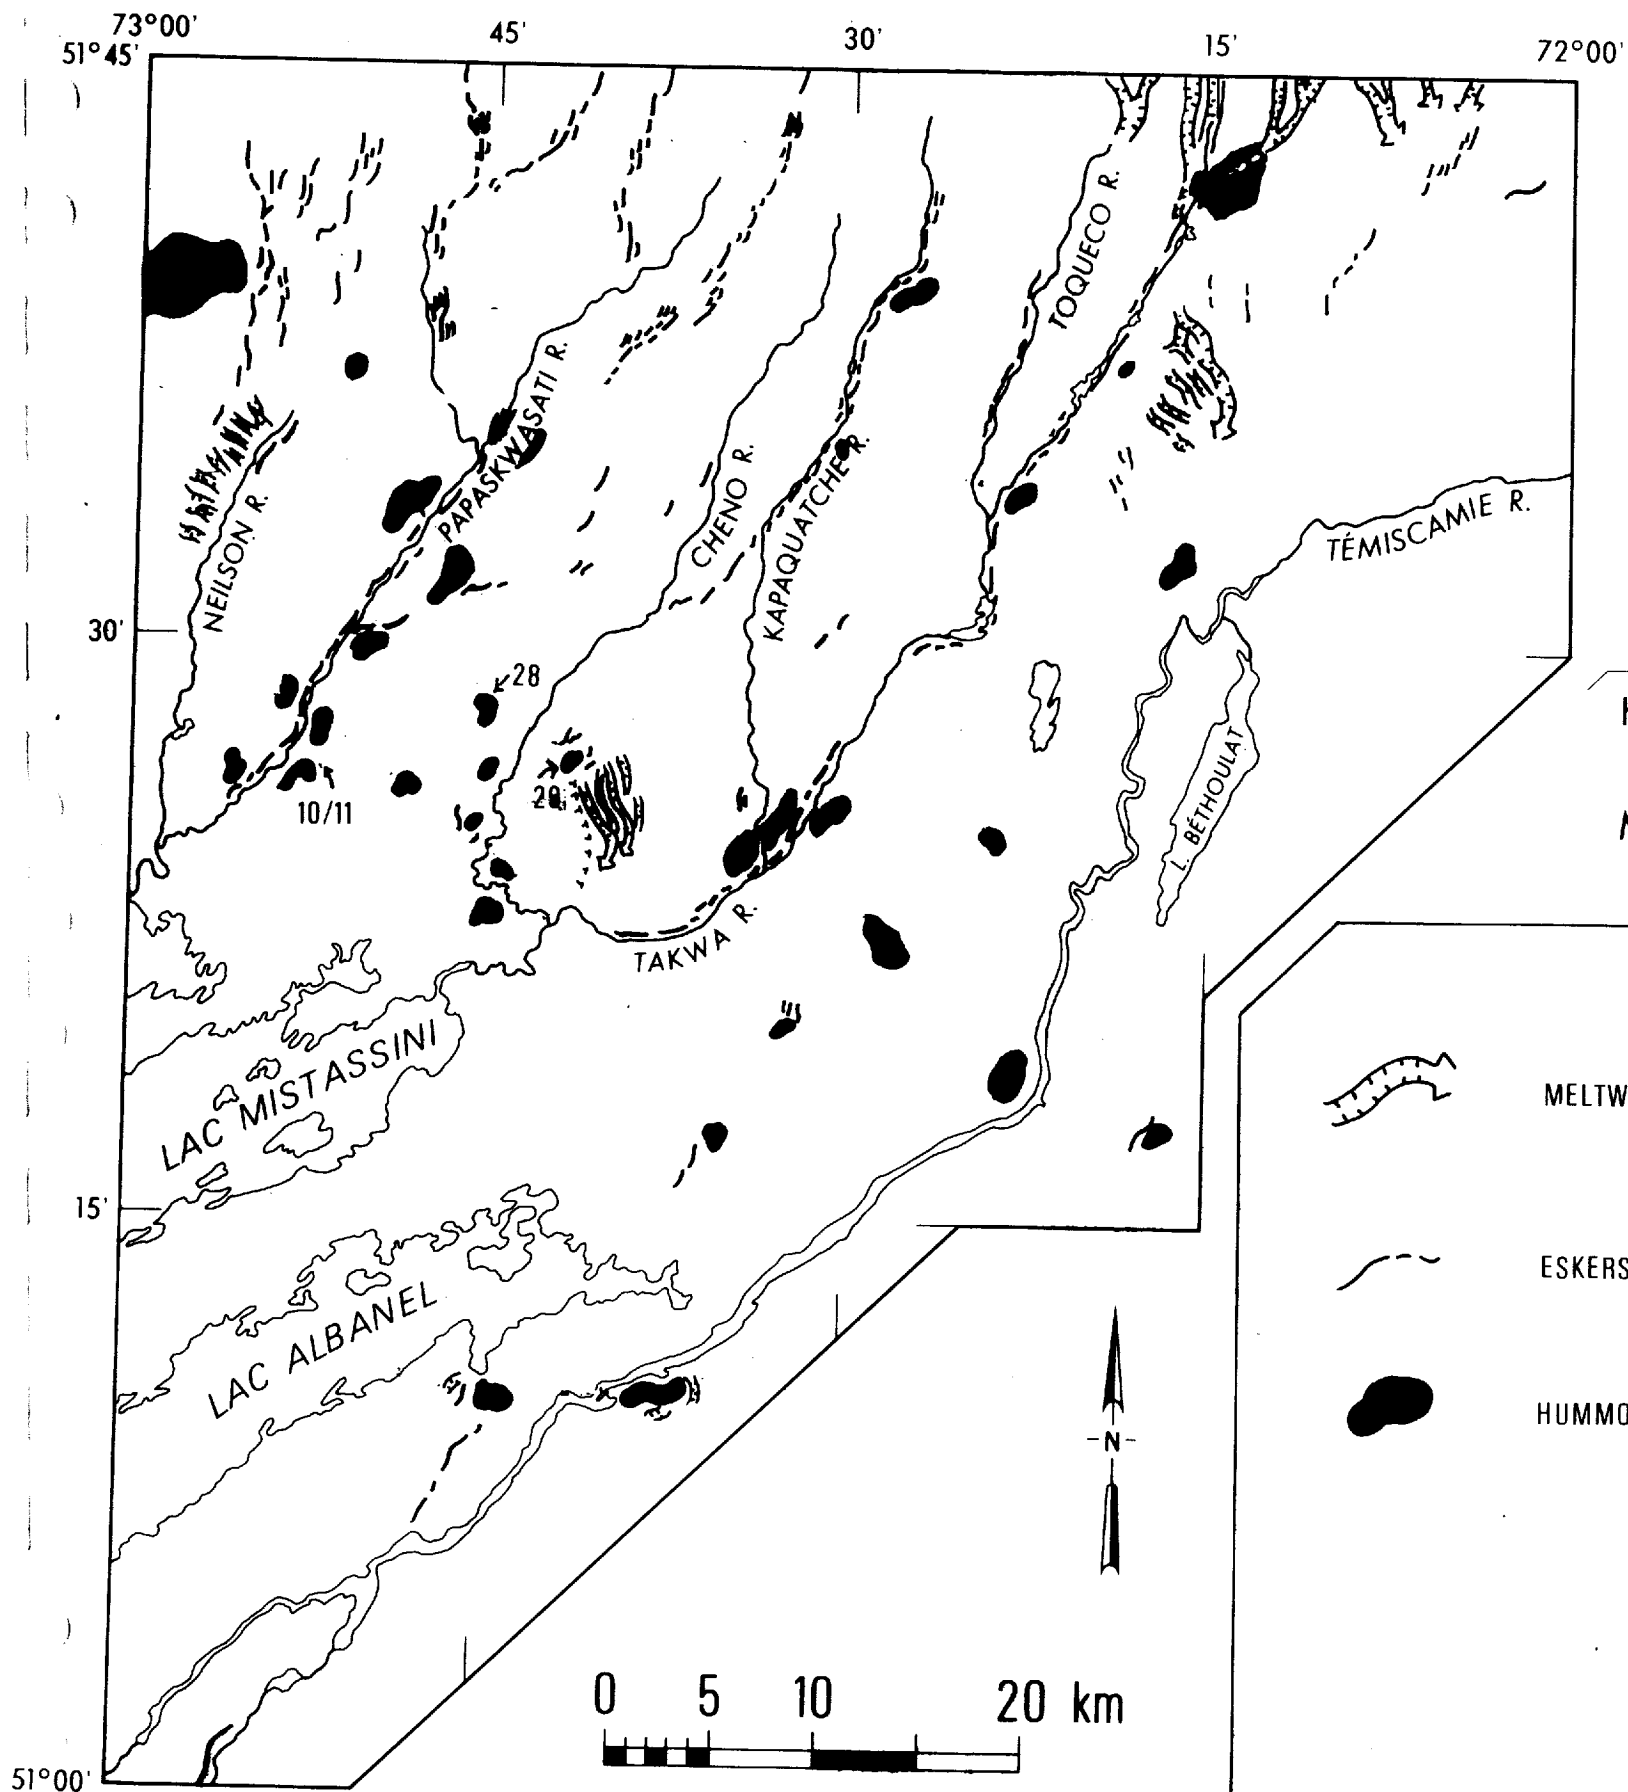 73°00'
45'
30'
15'
72°00'
51°45'
TOQUECO R.
PAPASKWASATI R.
CHENO R.
KAPAQUATCHE R.
NEILSON R.
TÉMISCAMIE R.
30'
28
10/11
L. BÉTHOULAT
TAKWA R.
LAC MISTASSINI
MELTW
15'
ESKERS
LAC ALBANEL
HUMMO
-N-
0 5 10 20 km
51°00'